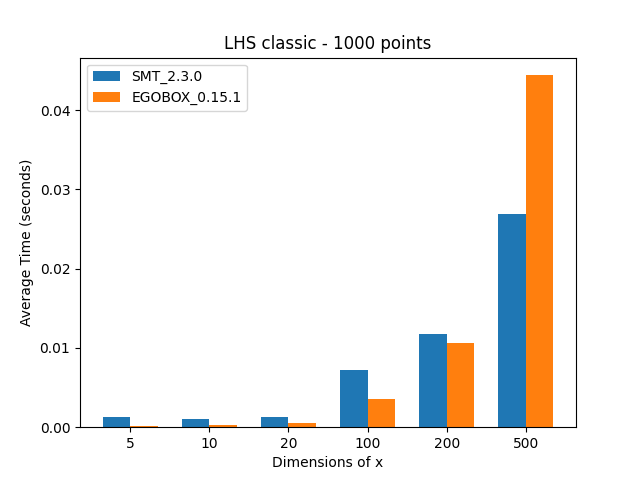 LHS classic - 1000 points
SMT_2.3.0
EGOBOX_0.15.1
Average Time (seconds)
0.04
0.03
0.02
0.01
0.00
5 10 20 100 200 500
Dimensions of x